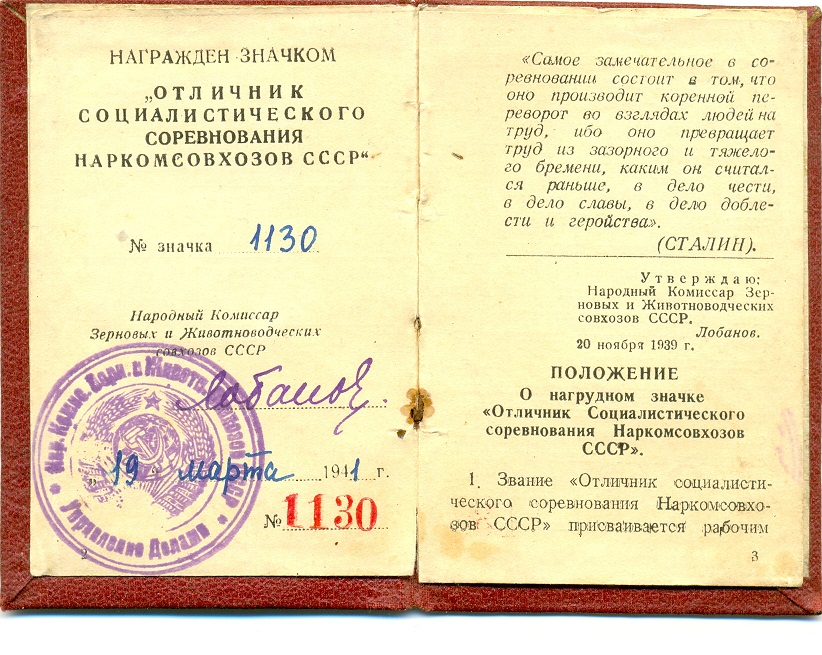 НАГРАЖДЕН ЗНАЧКОМ
„ОТЛИЧНИК
СОЦИАЛИСТИЧЕСКОГО
СОРЕВНОВАНИЯ
НАРКОМСОВХОЗОВ СССР“
№ значка 1130
Народный Комиссар
Зерновых и Животноводческих
совхозов СССР
Лобанов.
„19“ марта 1941 г.
№ 1130
Управление Делами
2
«Самое замечательное в со-
ревновании состоит в том, что
оно производит коренной пе-
реворот во взглядах людей на
труд, ибо оно превращает
труд из зазорного и тяжело-
го бремени, каким он считал-
ся раньше, в дело чести,
в дело славы, в дело добле-
сти и геройства».
(СТАЛИН).
Утверждаю:
Народный Комиссар Зер-
новых и Животноводческих
совхозов СССР.
Лобанов.
20 ноября 1939 г.
ПОЛОЖЕНИЕ
О нагрудном значке
«Отличник Социалистического
соревнования Наркомсовхозов
СССР».
1. Звание «Отличник социалисти-
ческого соревнования Наркомсовхо-
зов СССР» присваивается рабочим
3